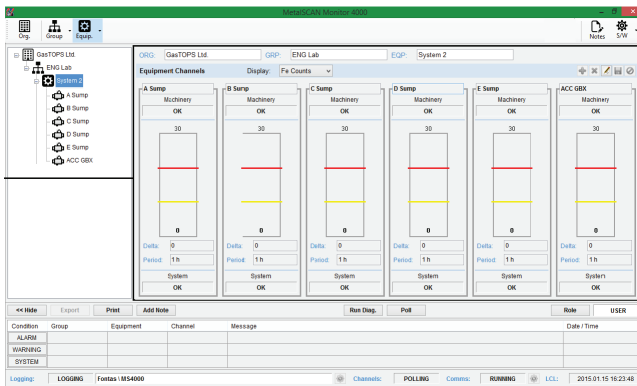 MetalSCAN Monitor 4000
Org. Group Equip. Notes S/W
GasTOPS Ltd.
ENG Lab
System 2
A Sump
B Sump
C Sump
D Sump
E Sump
ACC GBX
ORG: GasTOPS Ltd. GRP: ENG Lab EQP: System 2
Equipment Channels Display: Fe Counts
A Sump B Sump C Sump D Sump E Sump ACC GBX
Machinery Machinery Machinery Machinery Machinery Machinery
OK OK OK OK OK OK
30 30 30 30 30 30
0 0 0 0 0 0
Delta: 0 Delta: 0 Delta: 0 Delta: 0 Delta: 0 Delta: 0
Period: 1 h Period: 1 h Period: 1 h Period: 1 h Period: 1 h Period: 1 h
System System System System System System
OK OK OK OK OK OK
<< Hide Export Print Add Note Run Diag. Poll Role USER
Condition Group Equipment Channel Message Date / Time
ALARM
WARNING
SYSTEM
Logging: LOGGING Fontas \ MS4000 Channels: POLLING Comms: RUNNING LCL: 2015.01.15 16:23:48